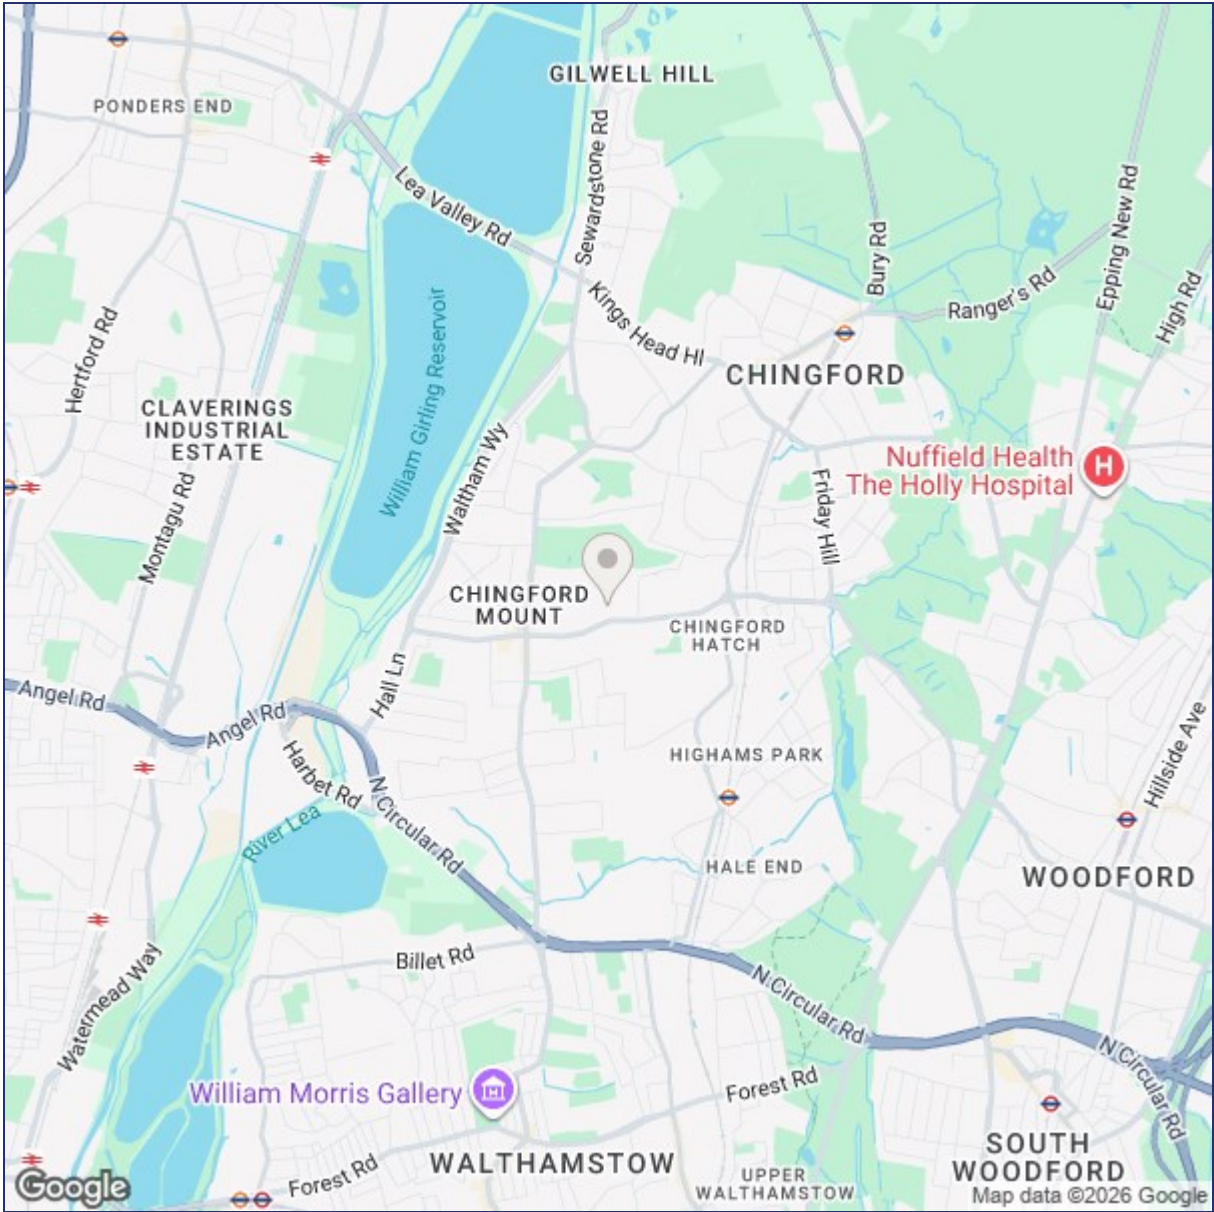 GILWELL HILL
PONDERS END
Sewardstone Rd
Lea Valley Rd
Bury Rd
Epping New Rd
Ranger's Rd
High Rd
Kings Head Hl
Hertford Rd
William Girling Reservoir
CHINGFORD
CLAVERINGS
INDUSTRIAL
ESTATE
Waltham Wy
Nuffield Health
The Holly Hospital
H
Montagu Rd
Friday Hill
CHINGFORD
MOUNT
CHINGFORD
HATCH
Hall Ln
Angel Rd
Angel Rd
Harbet Rd
HIGHAMS PARK
Hillside Ave
N Circular Rd
River Lea
HALE END
WOODFORD
Billet Rd
Watermead Way
N Circular Rd
N Circular Rd
William Morris Gallery
Forest Rd
Forest Rd
WALTHAMSTOW
SOUTH
WOODFORD
UPPER
WALTHAMSTOW
Google
Map data ©2026 Google